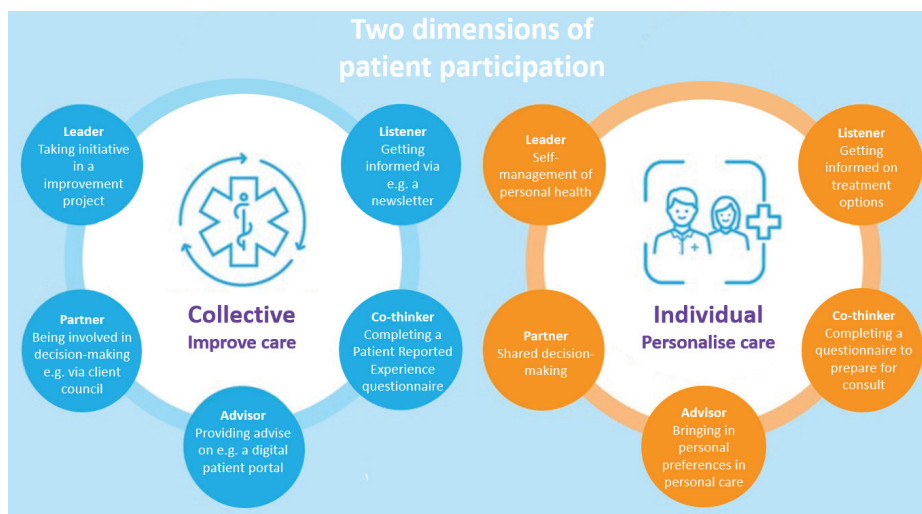 Two dimensions of
patient participation
Leader
Taking initiative
in a
improvement
project
Listener
Getting
informed via
e.g. a
newsletter
Partner
Being involved in
decision-making
e.g. via client
council
Collective
Improve care
Co-thinker
Completing a
Patient Reported
Experience
questionnaire
Advisor
Providing advise
on e.g. a digital
patient portal
Leader
Self-
management of
personal health
Listener
Getting
informed on
treatment
options
Partner
Shared decision-
making
Individual
Personalise care
Co-thinker
Completing a
questionnaire to
prepare for
consult
Advisor
Bringing in
personal
preferences in
personal care